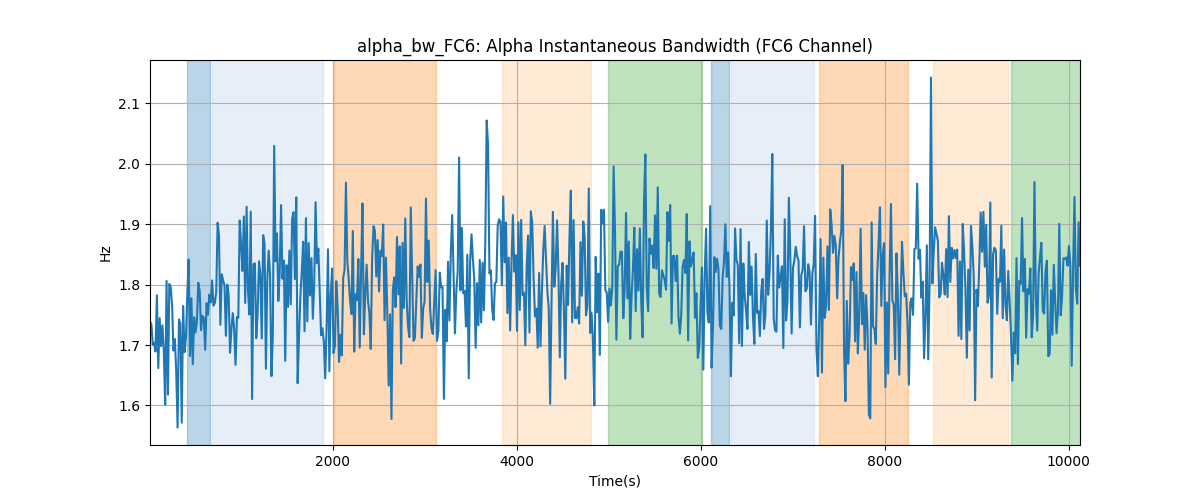 alpha_bw_FC6: Alpha Instantaneous Bandwidth (FC6 Channel)
Hz
2.1
2.0
1.9
1.8
1.7
1.6
2000 4000 6000 8000 10000
Time(s)